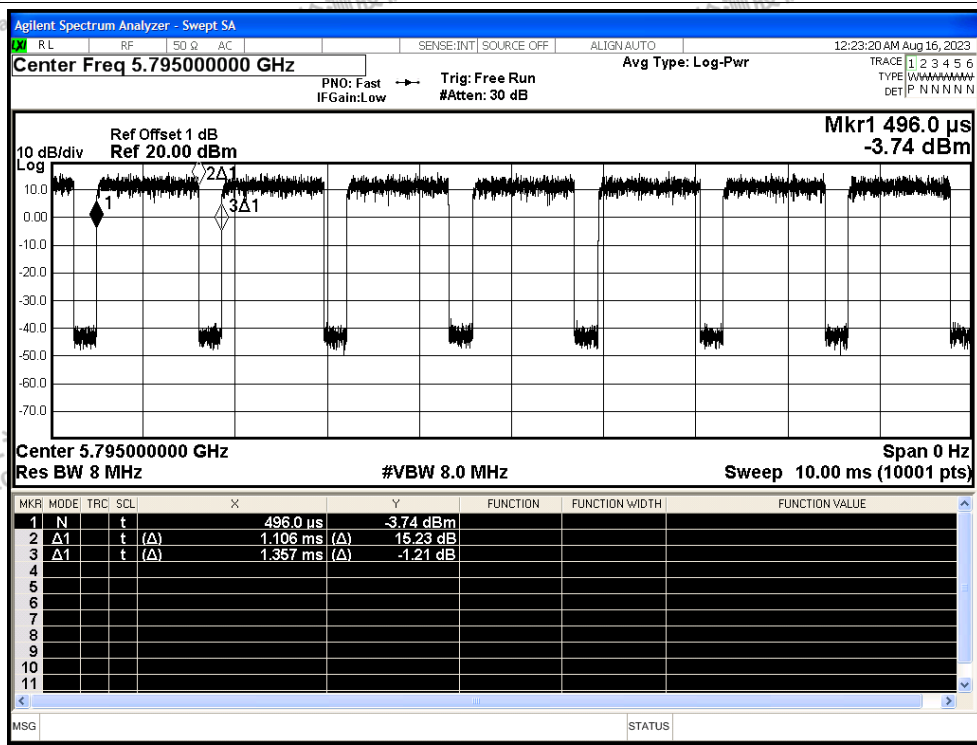 Agilent Spectrum Analyzer - Swept SA
LXI RL RF 50 Ω AC SENSE:INT SOURCE OFF ALIGN AUTO 12:23:20 AM Aug 16, 2023
Center Freq 5.795000000 GHz
Avg Type: Log-Pwr
TRACE 1 2 3 4 5 6
PNO: Fast
Trig: Free Run
TYPE
IFGain:Low
#Atten: 30 dB
DET P N N N N N
Mkr1 496.0 µs
-3.74 dBm
Ref Offset 1 dB
10 dB/div Ref 20.00 dBm
Log
2Δ1
10.0
1
3Δ1
0.00
-10.0
-20.0
-30.0
-40.0
-50.0
-60.0
-70.0
Center 5.795000000 GHz Span 0 Hz
Res BW 8 MHz #VBW 8.0 MHz Sweep 10.00 ms (10001 pts)
MKR MODE TRC SCL X Y FUNCTION FUNCTION WIDTH FUNCTION VALUE
1 N t 496.0 µs -3.74 dBm
2 Δ1 t (Δ) 1.106 ms (Δ) 15.23 dB
3 Δ1 t (Δ) 1.357 ms (Δ) -1.21 dB
4
5
6
7
8
9
10
11
MSG STATUS